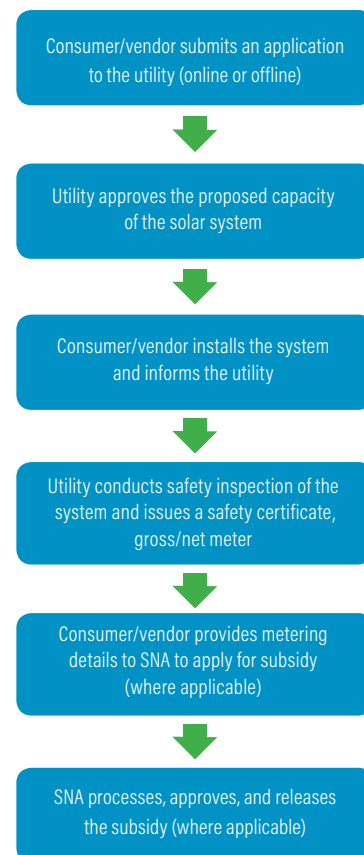 Consumer/vendor submits an application
to the utility (online or offline)
Utility approves the proposed capacity
of the solar system
Consumer/vendor installs the system
and informs the utility
Utility conducts safety inspection of the
system and issues a safety certificate,
gross/net meter
Consumer/vendor provides metering
details to SNA to apply for subsidy
(where applicable)
SNA processes, approves, and releases
the subsidy (where applicable)